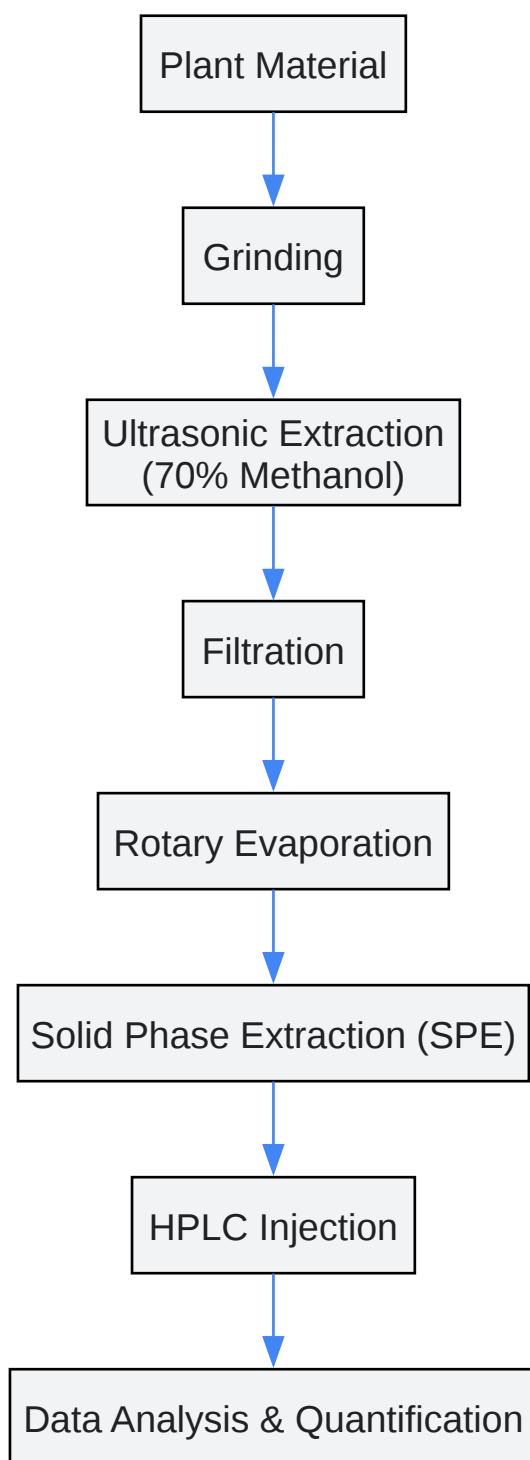 Plant Material
Grinding
Ultrasonic Extraction
(70% Methanol)
Filtration
Rotary Evaporation
Solid Phase Extraction (SPE)
HPLC Injection
Data Analysis & Quantification